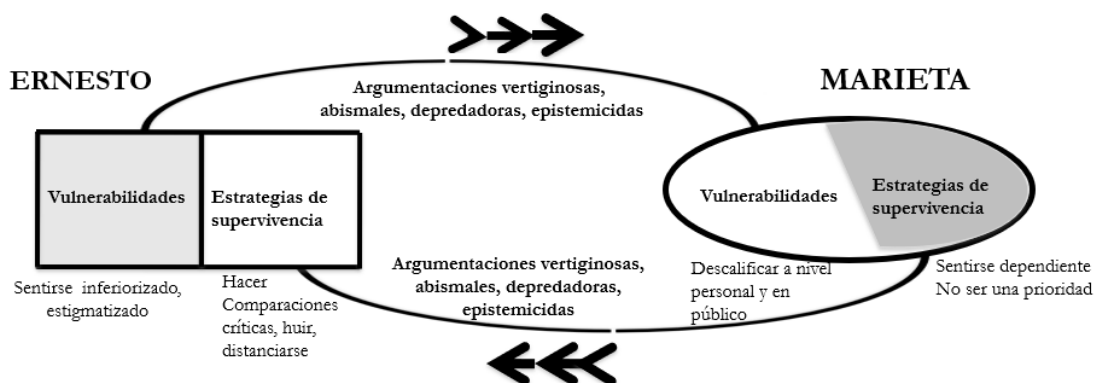 ERNESTO
MARIETA
Argumentaciones vertiginosas,
abismales, depredadoras, epistemicidas
Vulnerabilidades
Estrategias de
supervivencia
Vulnerabilidades
Estrategias de
supervivencia
Sentirse inferiorizado,
estigmatizado
Hacer
Comparaciones
críticas, huir,
distanciarse
Argumentaciones vertiginosas,
abismales, depredadoras,
epistemicidas
Descalificar a nivel
personal y en
público
Sentirse dependiente
No ser una prioridad